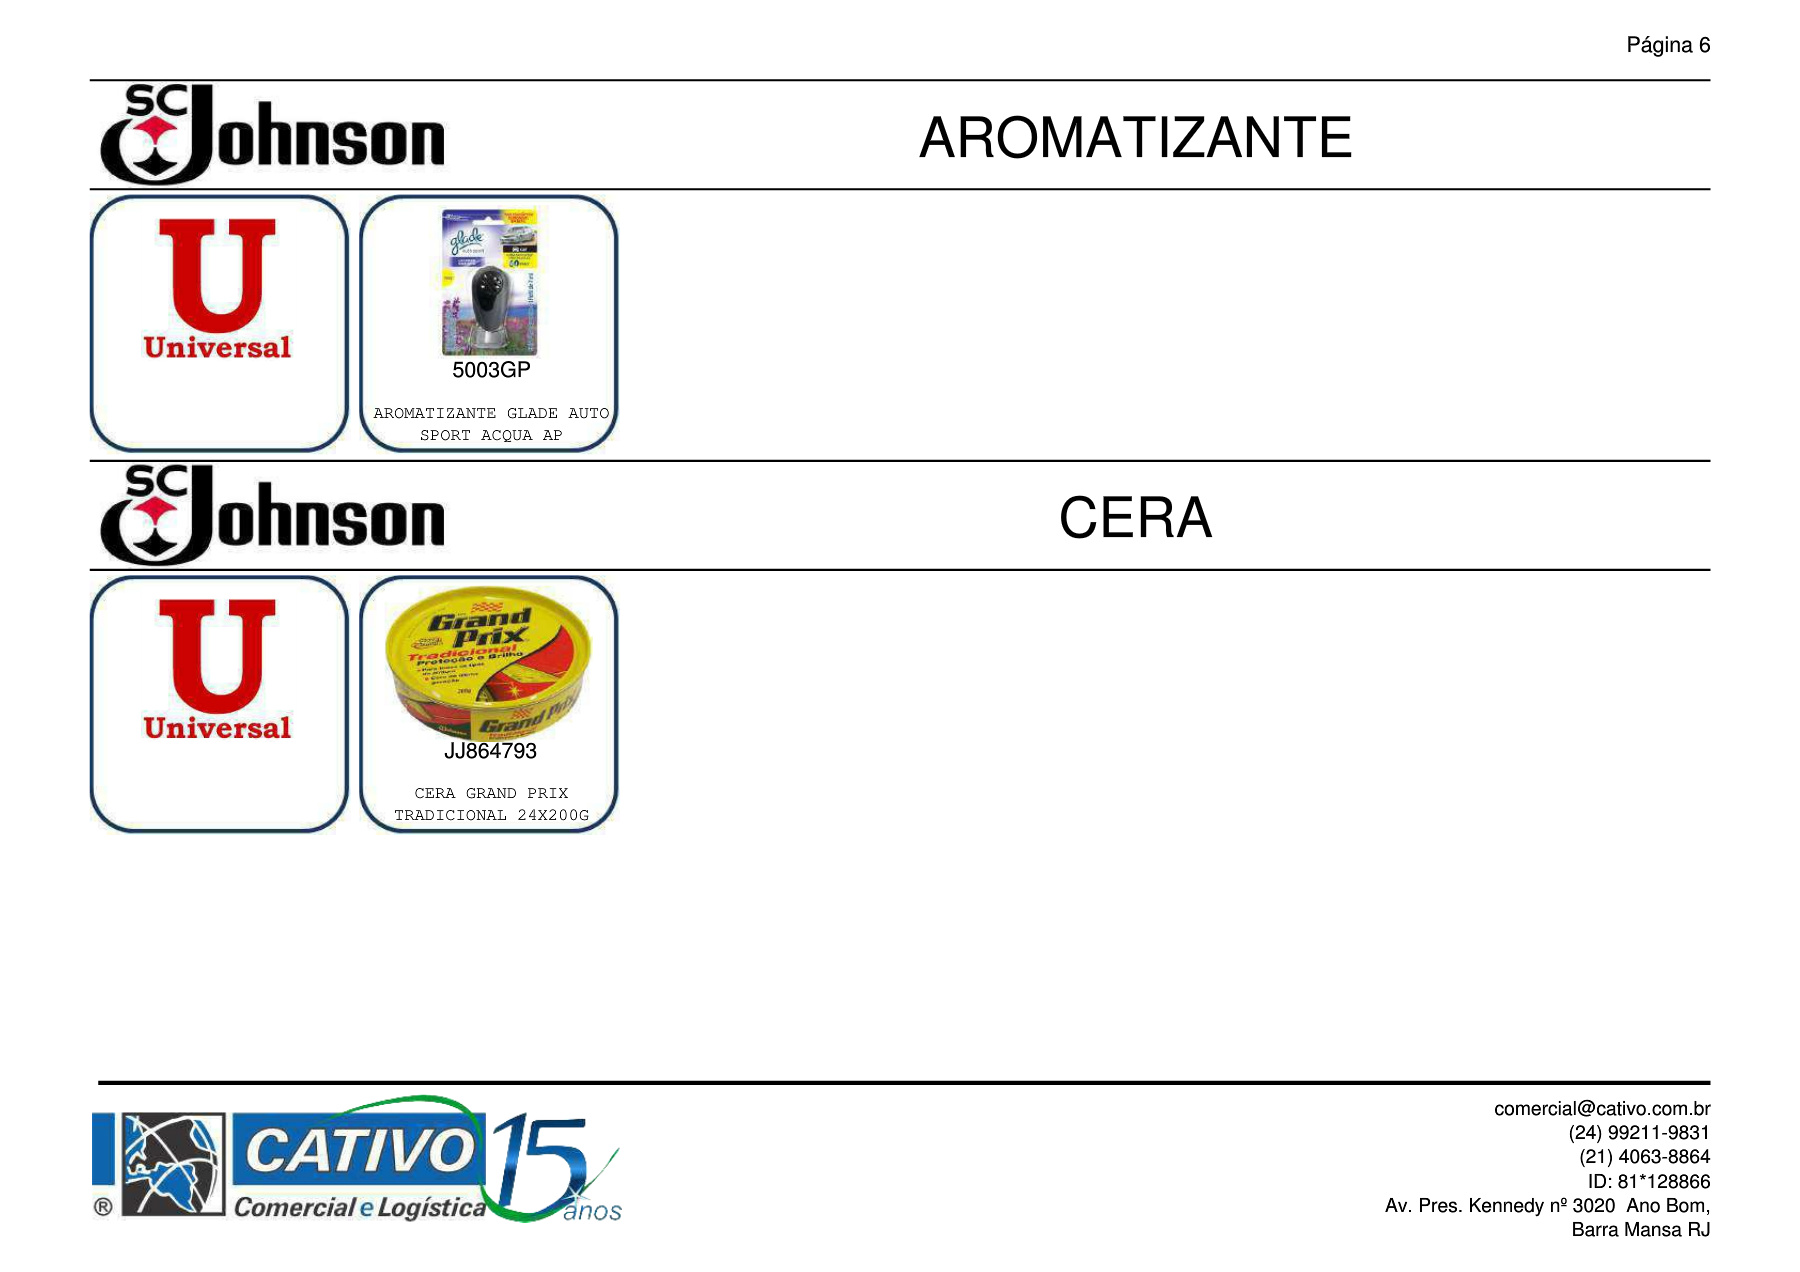 Página 6
SC Johnson
AROMATIZANTE
U
Universal
glade
5003GP
AROMATIZANTE GLADE AUTO
SPORT ACQUA AP
SC Johnson
CERA
U
Universal
Grand
Prix
Tradicional
Proteção e Brilho
Grand Prix
JJ864793
CERA GRAND PRIX
TRADICIONAL 24X200G
CATIVO
Comercial e Logística
15
anos
®
comercial@cativo.com.br
(24) 99211-9831
(21) 4063-8864
ID: 81*128866
Av. Pres. Kennedy nº 3020 Ano Bom,
Barra Mansa RJ